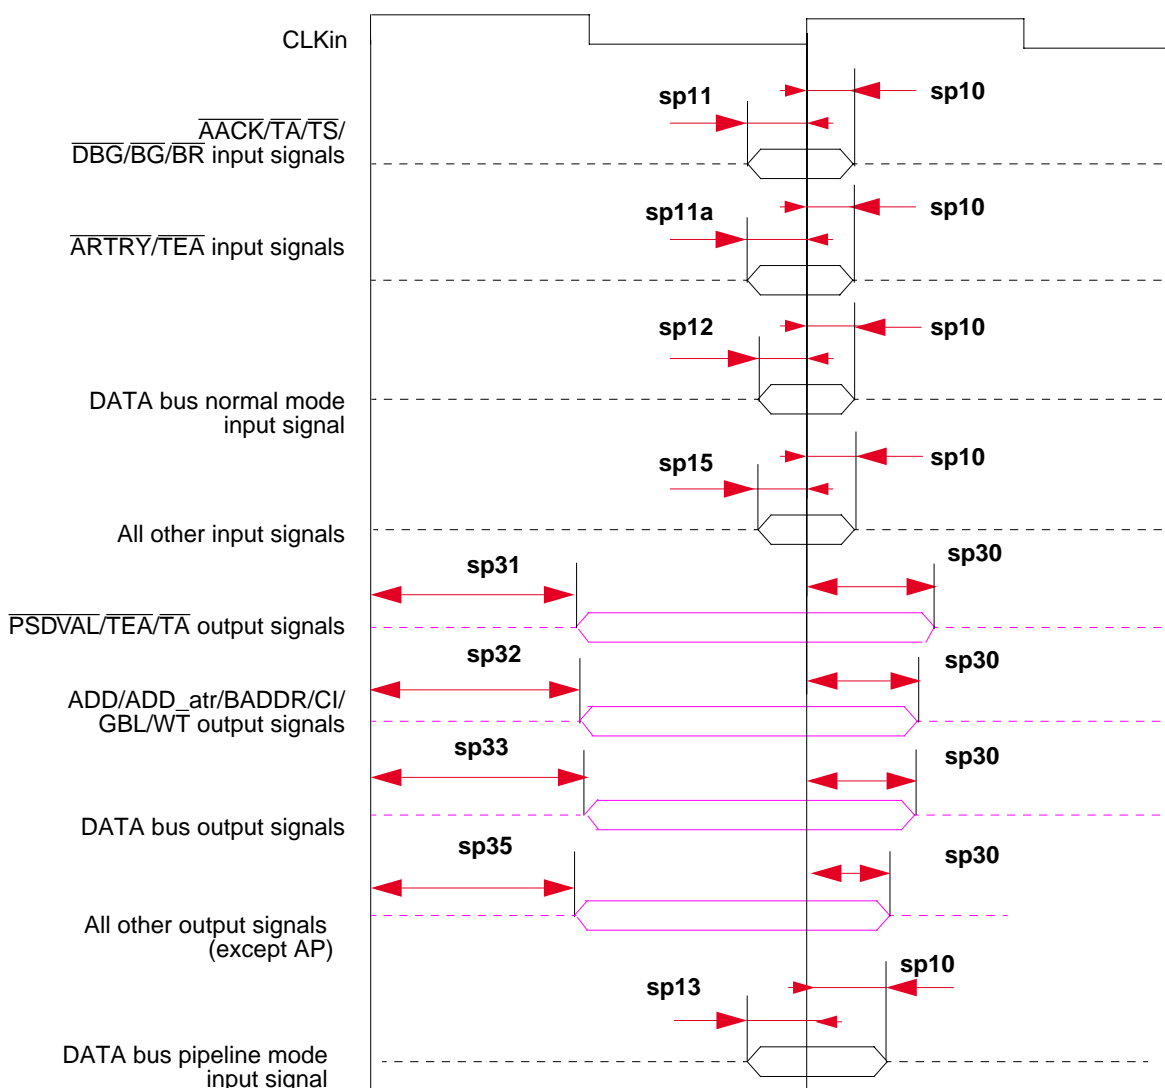 CLKin
sp11
sp10
AACK/TA/TS/
DBG/BG/BR input signals
sp11a
sp10
ARTRY/TEA input signals
sp12
sp10
DATA bus normal mode
input signal
sp15
sp10
All other input signals
sp31
sp30
PSDVAL/TEA/TA output signals
sp32
sp30
ADD/ADD_atr/BADDR/CI/
GBL/WT output signals
sp33
sp30
DATA bus output signals
sp35
sp30
All other output signals
(except AP)
sp13
sp10
DATA bus pipeline mode
input signal